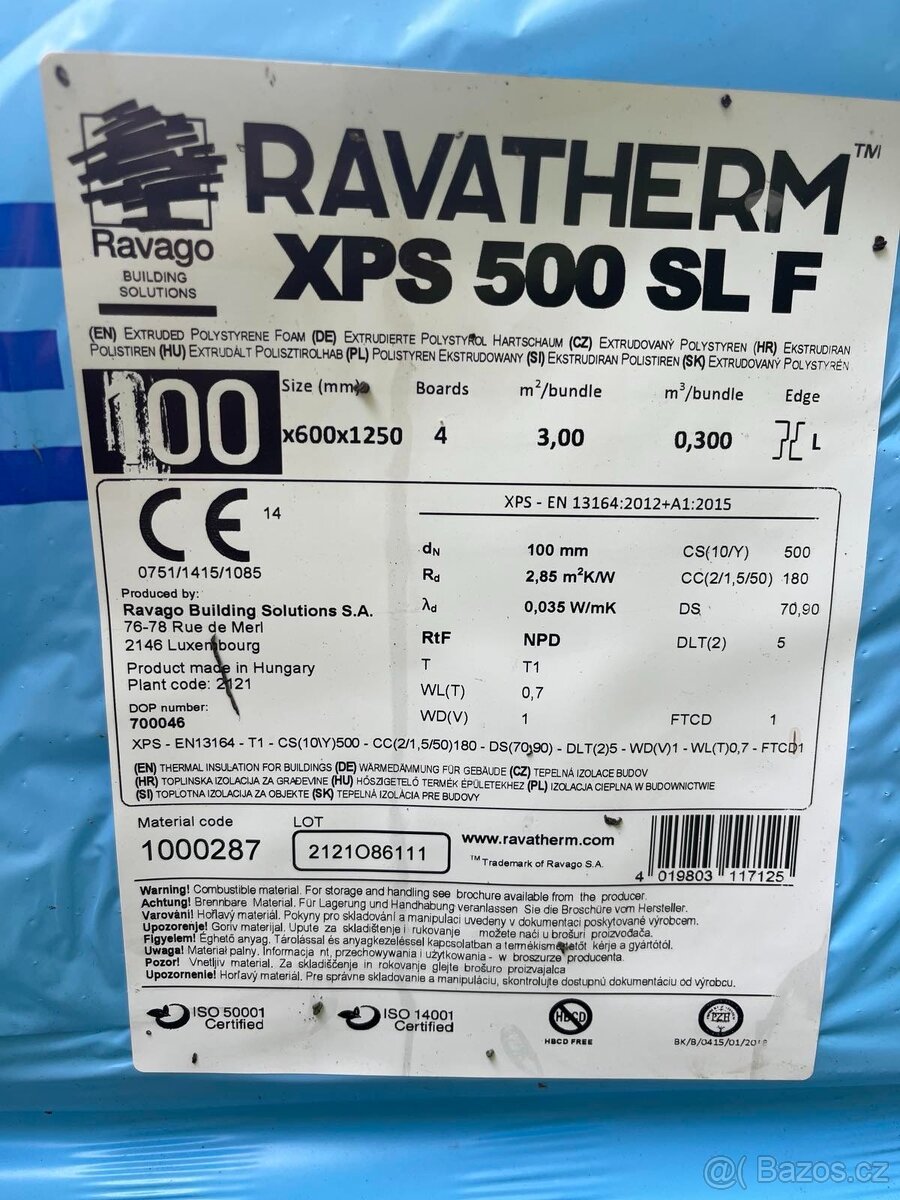 RAVATHERM™
XPS 500 SL F
Ravago
BUILDING
SOLUTIONS
(EN) EXTRUDED POLYSTYRENE FOAM (DE) EXTRUDIERTE POLYSTYROL HARTSCHAUM (CZ) EXTRUDOVANÝ POLYSTYREN (HR) EKSTRUDIRAN
POLISTIREN (HU) EXTRUDÁLT POLISZTIROLHAB (PL) POLISTYREN EKSTRUDOWANY (SI) EKSTRUDIRAN POLISTIREN (SK) EXTRUDOVANÝ POLYSTYRÉN
Size (mm) Boards m²/bundle m³/bundle Edge
100 x600x1250 4 3,00 0,300 L
CE 14
0751/1415/1085
Produced by:
Ravago Building Solutions S.A.
76-78 Rue de Merl
2146 Luxembourg
Product made in Hungary
Plant code: 2121
DOP number:
700046
XPS - EN 13164:2012+A1:2015
dN 100 mm CS(10/Y) 500
Rd 2,85 m²K/W CC(2/1,5/50) 180
λd 0,035 W/mK DS 70,90
RtF NPD DLT(2) 5
T T1
WL(T) 0,7
WD(V) 1 FTCD 1
XPS - EN13164 - T1 - CS(10\Y)500 - CC(2/1,5/50)180 - DS(70,90) - DLT(2)5 - WD(V)1 - WL(T)0,7 - FTCD1
(EN) THERMAL INSULATION FOR BUILDINGS (DE) WÄRMEDÄMMUNG FÜR GEBÄUDE (CZ) TEPELNÁ IZOLACE BUDOV
(HR) TOPLINSKA IZOLACIJA ZA GRAĐEVINE (HU) HŐSZIGETELŐ TERMÉK ÉPÜLETEKHEZ (PL) IZOLACJA CIEPLNA W BUDOWNICTWIE
(SI) TOPLOTNA IZOLACIJA ZA OBJEKTE (SK) TEPELNÁ IZOLÁCIA PRE BUDOVY
Material code LOT
1000287 2121O86111
www.ravatherm.com
™Trademark of Ravago S.A.
4 019803 117125
Warning! Combustible material. For storage and handling see brochure available from the producer.
Achtung! Brennbare Material. Für Lagerung und Handhabung veranlassen Sie die Broschüre vom Hersteller.
Varování! Hořlavý materiál. Pokyny pro skladování a manipulaci uvedeny v dokumentaci poskytované výrobcem.
Upozorenje! Goriv materijal. Upute za skladištenje i rukovanje možete naći u brošuri proizvođača.
Figyelem! Éghető anyag. Tárolással és anyagkezeléssel kapcsolatban a termékismertetőt kérje a gyártótól.
Uwaga! Material palny. Informacja nt, przechowywania i użytkowania - w broszurze producenta.
Pozor! Vnetljiv material. Za skladiščenje in rokovanje glejte brošuro proizvajalca
Upozornenie! Horľavý materiál. Pre správne skladovanie a manipuláciu, skontrolujte dostupnú dokumentáciu od výrobcu.
ISO 50001
Certified
ISO 14001
Certified
HBCD
HBCD FREE
PZH
BK/B/0415/01/2018
@( Bazos.cz